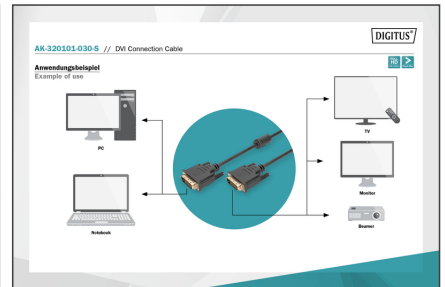 DIGITUS®
AK-320101-030-S // DVI Connection Cable
Anwendungsbeispiel
Example of use
PC
Notebook
TV
Monitor
Beamer